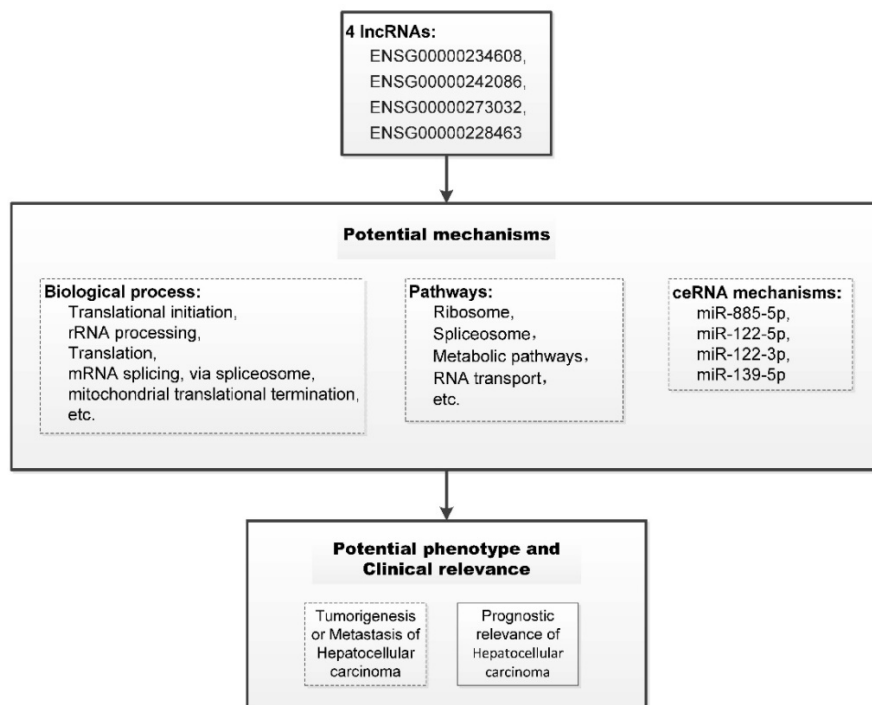 4 lncRNAs:
ENSG00000234608,
ENSG00000242086,
ENSG00000273032,
ENSG00000228463
Potential mechanisms
Biological process:
Translational initiation,
rRNA processing,
Translation,
mRNA splicing, via spliceosome,
mitochondrial translational termination,
etc.
Pathways:
Ribosome,
Spliceosome,
Metabolic pathways,
RNA transport,
etc.
ceRNA mechanisms:
miR-885-5p,
miR-122-5p,
miR-122-3p,
miR-139-5p
Potential phenotype and
Clinical relevance
Tumorigenesis
or Metastasis of
Hepatocellular
carcinoma
Prognostic
relevance of
Hepatocellular
carcinoma